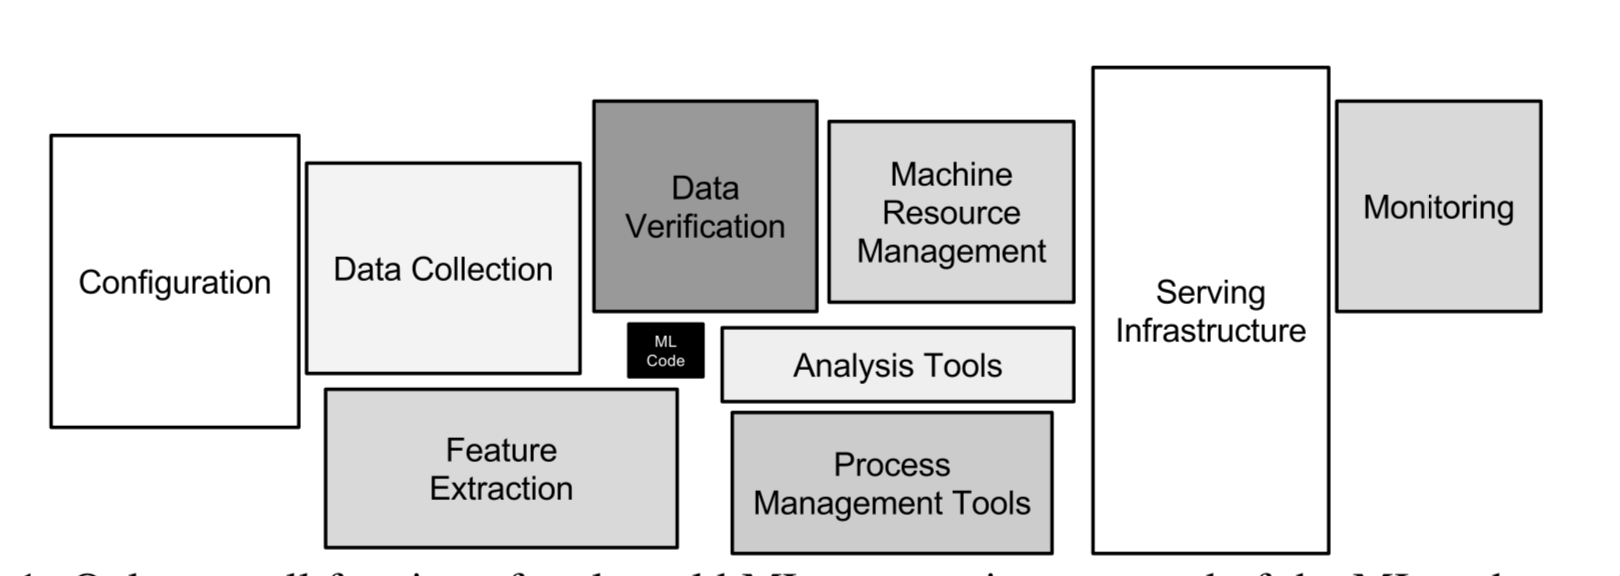 Configuration
Data Collection
Data
Verification
Machine
Resource
Management
Monitoring
Serving
Infrastructure
ML
Code
Analysis Tools
Feature
Extraction
Process
Management Tools